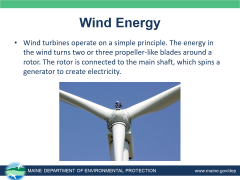 Wind Energy
• Wind turbines operate on a simple principle. The energy in
the wind turns two or three propeller-like blades around a
rotor. The rotor is connected to the main shaft, which spins a
generator to create electricity.
MAINE DEPARTMENT OF ENVIRONMENTAL PROTECTION
www.maine.gov/dep